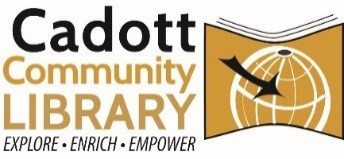 Cadott
Community
LIBRARY
EXPLORE • ENRICH • EMPOWER